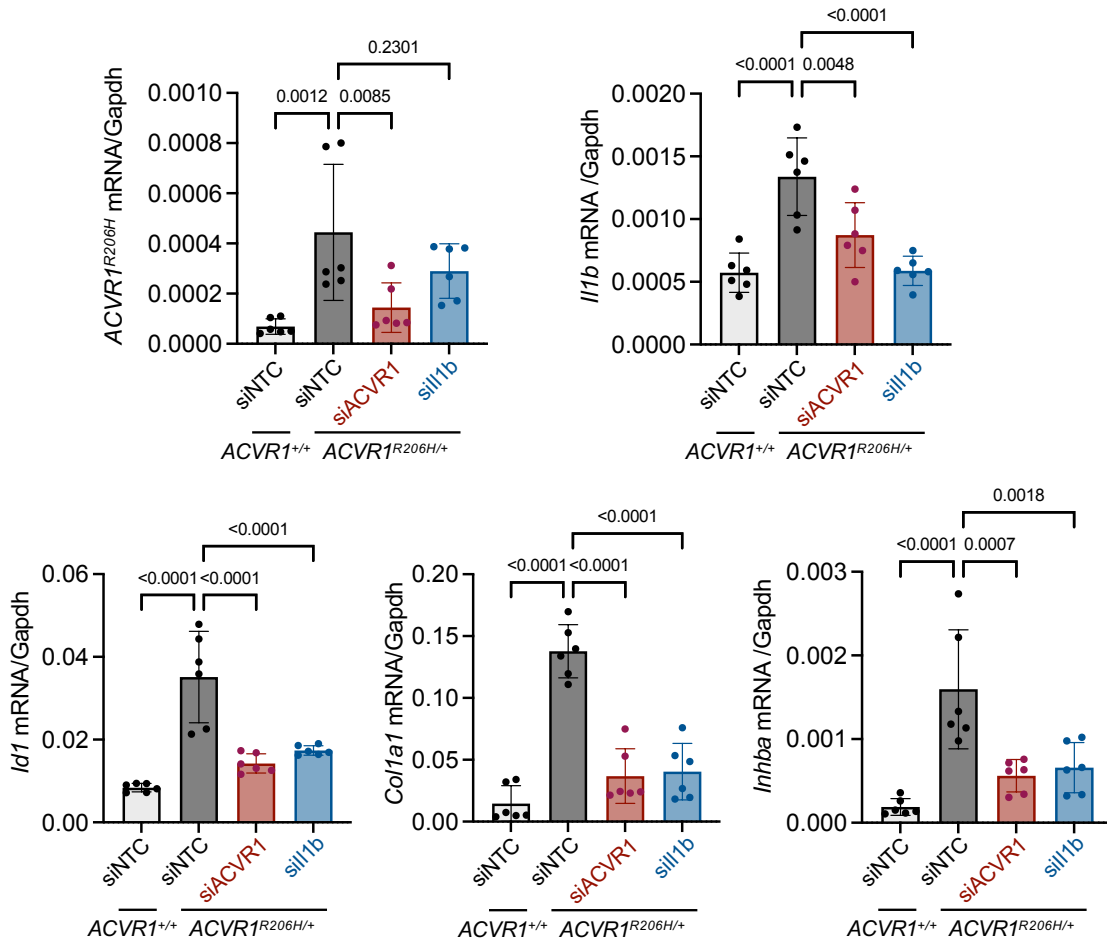 0.2301
0.0012 0.0085
ACVR1R206H mRNA/Gapdh
0.0010
0.0008
0.0006
0.0004
0.0002
0.0000
siNTC siNTC siACVR1 siIl1b
ACVR1+/+ ACVR1R206H/+
<0.0001
<0.0001 0.0048
Il1b mRNA /Gapdh
0.0020
0.0015
0.0010
0.0005
0.0000
siNTC siNTC siACVR1 siIl1b
ACVR1+/+ ACVR1R206H/+
<0.0001
<0.0001 <0.0001
Id1 mRNA/Gapdh
0.06
0.04
0.02
0.00
siNTC siNTC siACVR1 siIl1b
ACVR1+/+ ACVR1R206H/+
<0.0001
<0.0001 <0.0001
Col1a1 mRNA/Gapdh
0.20
0.15
0.10
0.05
0.00
siNTC siNTC siACVR1 siIl1b
ACVR1+/+ ACVR1R206H/+
0.0018
<0.0001 0.0007
Inhba mRNA /Gapdh
0.003
0.002
0.001
0.000
siNTC siNTC siACVR1 siIl1b
ACVR1+/+ ACVR1R206H/+